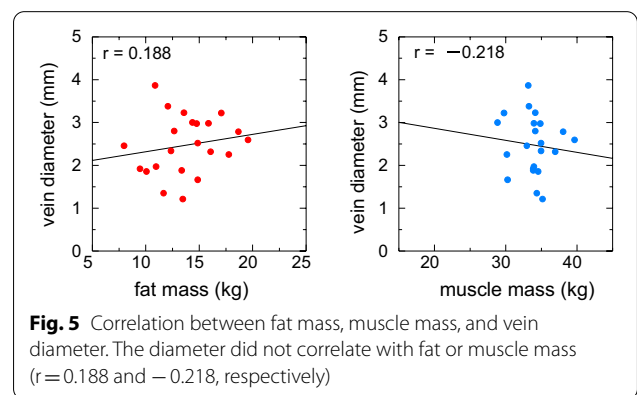 r = 0.188
5
4
3
2
1
0
vein diameter (mm)
5 10 15 20 25
fat mass (kg)
r = −0.218
5
4
3
2
1
0
vein diameter (mm)
20 30 40
muscle mass (kg)
Fig. 5 Correlation between fat mass, muscle mass, and vein
diameter. The diameter did not correlate with fat or muscle mass
(r = 0.188 and − 0.218, respectively)